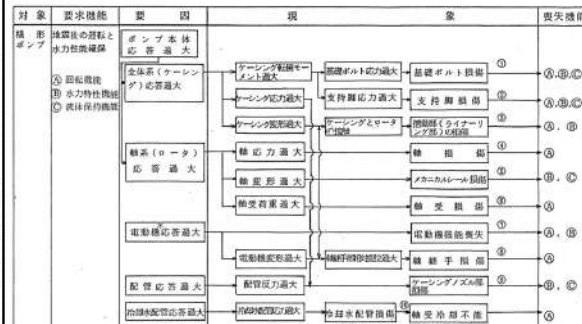 対象 要求機能 要因 現象 喪失機能
横形
ポンプ
地震後の運転と
水力性能確保
Ⓐ 回転機能
Ⓑ 水力特性機能
Ⓒ 流体保持機能
ポンプ本体
応答過大
全体系(ケーシン
グ)応答過大
ケーシング転倒モー
メント過大
基礎ボルト応力過大
基礎ボルト損傷
①
Ⓐ,Ⓑ,Ⓒ
ケーシング応力過大
支持脚応力過大
支持脚損傷
②
Ⓐ,Ⓑ,Ⓒ
ケーシング変形過大
ケーシングとロータ
の接触
摺動部(ライナーリ
ング部)の損傷
③
Ⓐ, Ⓑ
軸系(ロータ)
応答過大
軸応力過大
軸損傷
④
Ⓐ
軸変形過大
メカニカルシール損傷
⑤
Ⓑ, Ⓒ
軸受荷重過大
軸受損傷
⑥
Ⓐ
電動機応答過大
電動機機能喪失
⑦
Ⓐ, Ⓑ
電動機変形過大
軸継手損傷
⑧
Ⓐ
配管応答過大
配管反力過大
ケーシングノズル部
損傷
⑨
Ⓑ, Ⓒ
冷却水配管応答過大
冷却水配管応力過大
冷却水配管損傷
⑩
軸受冷却不能
Ⓐ